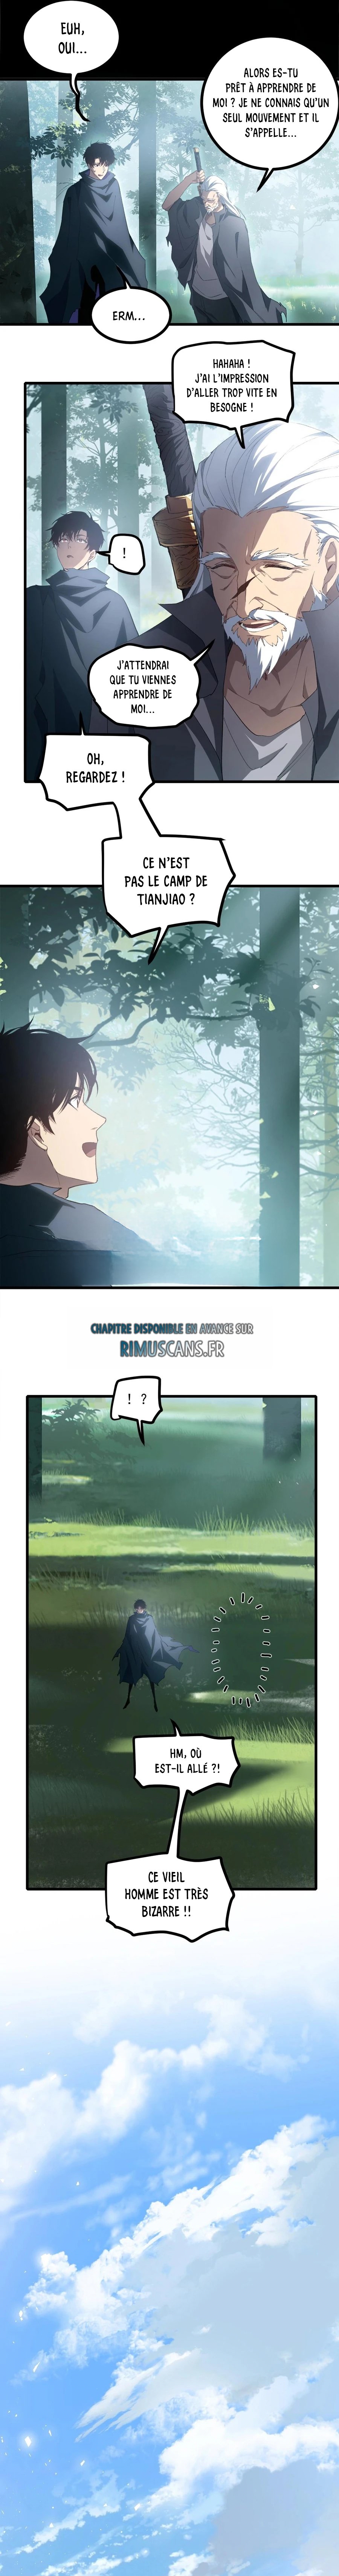 EUH,
OUI...
ALORS ES-TU
PRÊT À APPRENDRE DE
MOI ? JE NE CONNAIS QU'UN
SEUL MOUVEMENT ET IL
S'APPELLE...
ERM...
HAHAHA !
J'AI L'IMPRESSION
D'ALLER TROP VITE EN
BESOGNE !
!
J'ATTENDRAI
QUE TU VIENNES
APPRENDRE DE
MOI...
OH,
REGARDEZ !
CE N'EST
PAS LE CAMP DE
TIANJIAO ?
CHAPITRE DISPONIBLE EN AVANCE SUR
RIMUSCANS.FR
! ?
HM, OÙ
EST-IL ALLÉ ?!
CE VIEIL
HOMME EST TRÈS
BIZARRE !!